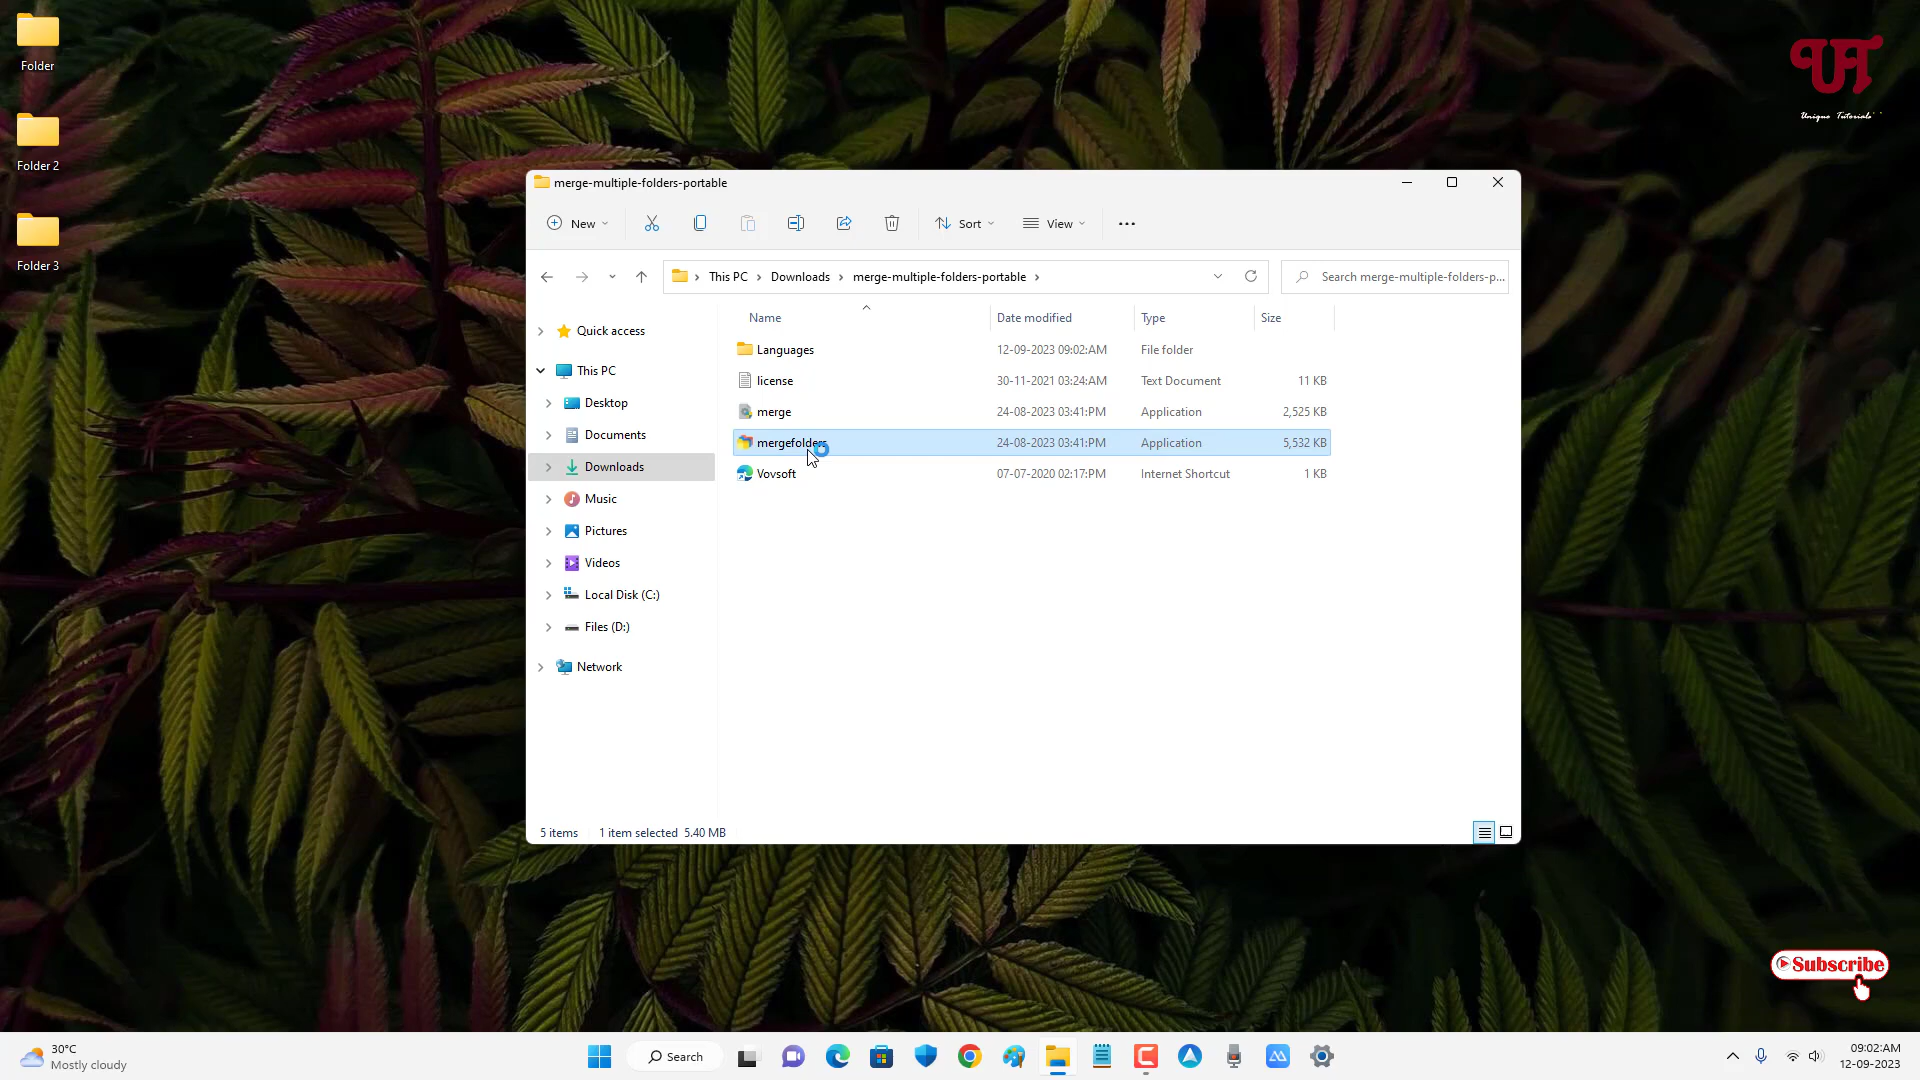 Folder
Folder 2
Folder 3
UT
Unique Tutorials
merge-multiple-folders-portable
New
Sort
View
This PC
Downloads
merge-multiple-folders-portable
Search merge-multiple-folders-p...
Name
Date modified
Type
Size
Languages
12-09-2023 09:02:AM
File folder
license
30-11-2021 03:24:AM
Text Document
11 KB
merge
24-08-2023 03:41:PM
Application
2,525 KB
mergefolders
24-08-2023 03:41:PM
Application
5,532 KB
Vovsoft
07-07-2020 02:17:PM
Internet Shortcut
1 KB
Quick access
This PC
Desktop
Documents
Downloads
Music
Pictures
Videos
Local Disk (C:)
Files (D:)
Network
5 items
1 item selected 5.40 MB
Subscribe
30°C
Mostly cloudy
Search
09:02:AM
12-09-2023